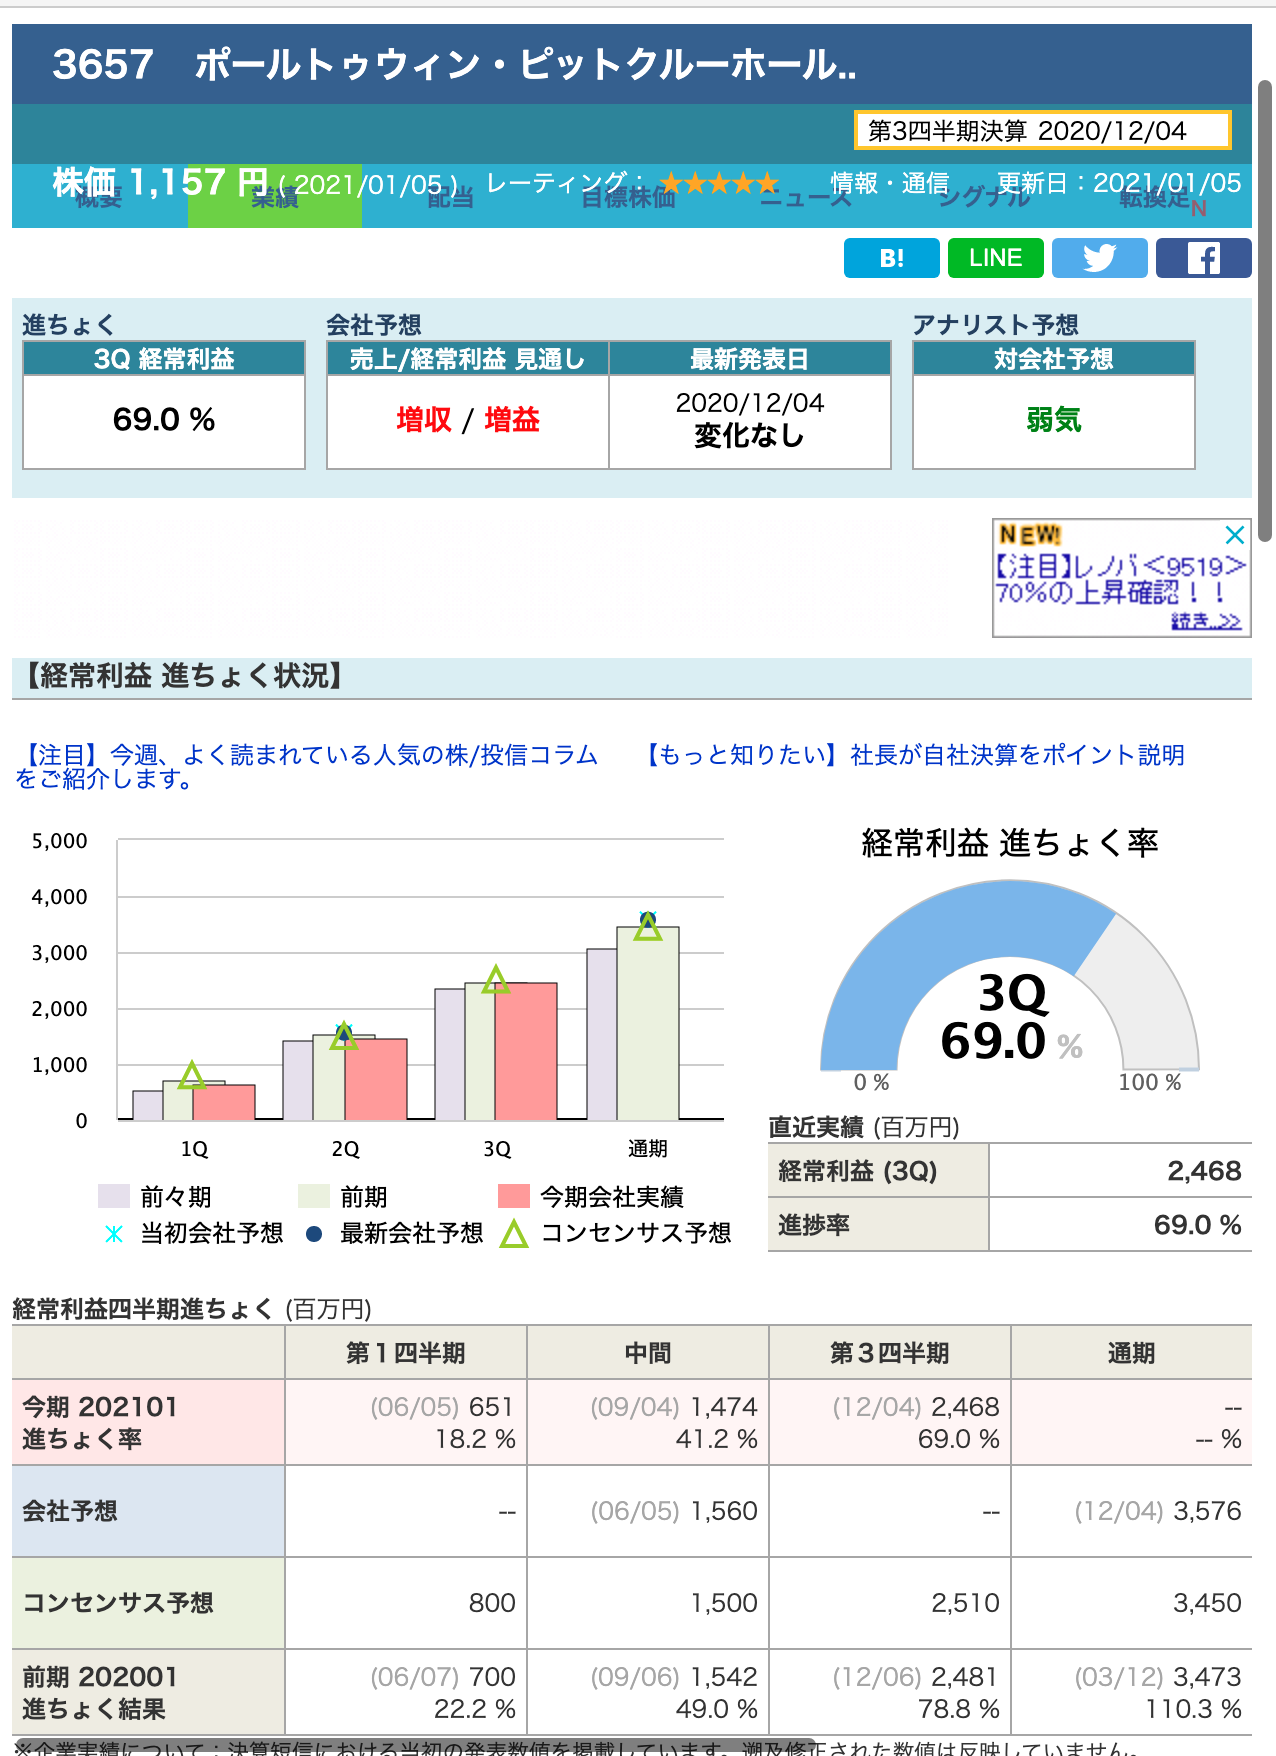 3657　ポールトゥウィン・ピットクルーホール..
第3四半期決算 2020/12/04
株価 1,157 円 ( 2021/01/05 )　レーティング： ★★★★★　情報・通信　更新日：2021/01/05
概要　業績　配当　目標株価　ニュース　シグナル　転換足N
B!　LINE
進ちょく　会社予想　アナリスト予想
3Q 経常利益　売上/経常利益 見通し　最新発表日　対会社予想
69.0 %　増収 / 増益　2020/12/04　弱気
変化なし
NEW!
【注目】レノバ<9519>
70%の上昇確認！！
続き..>>
【経常利益 進ちょく状況】
【注目】今週、よく読まれている人気の株/投信コラム　【もっと知りたい】社長が自社決算をポイント説明
をご紹介します。
経常利益 進ちょく率
5,000
4,000
3,000
2,000
1,000
0
1Q　2Q　3Q　通期
前々期　前期　今期会社実績
当初会社予想　最新会社予想　コンセンサス予想
3Q
69.0 %
0 %　100 %
直近実績 (百万円)
経常利益 (3Q)　2,468
進捗率　69.0 %
経常利益四半期進ちょく (百万円)
第１四半期　中間　第３四半期　通期
今期 202101　(06/05) 651　(09/04) 1,474　(12/04) 2,468　--
進ちょく率　18.2 %　41.2 %　69.0 %　-- %
会社予想　--　(06/05) 1,560　--　(12/04) 3,576
コンセンサス予想　800　1,500　2,510　3,450
前期 202001　(06/07) 700　(09/06) 1,542　(12/06) 2,481　(03/12) 3,473
進ちょく結果　22.2 %　49.0 %　78.8 %　110.3 %
※企業実績について：決算短信における当初の発表数値を掲載しています。遡及修正された数値は反映していません。